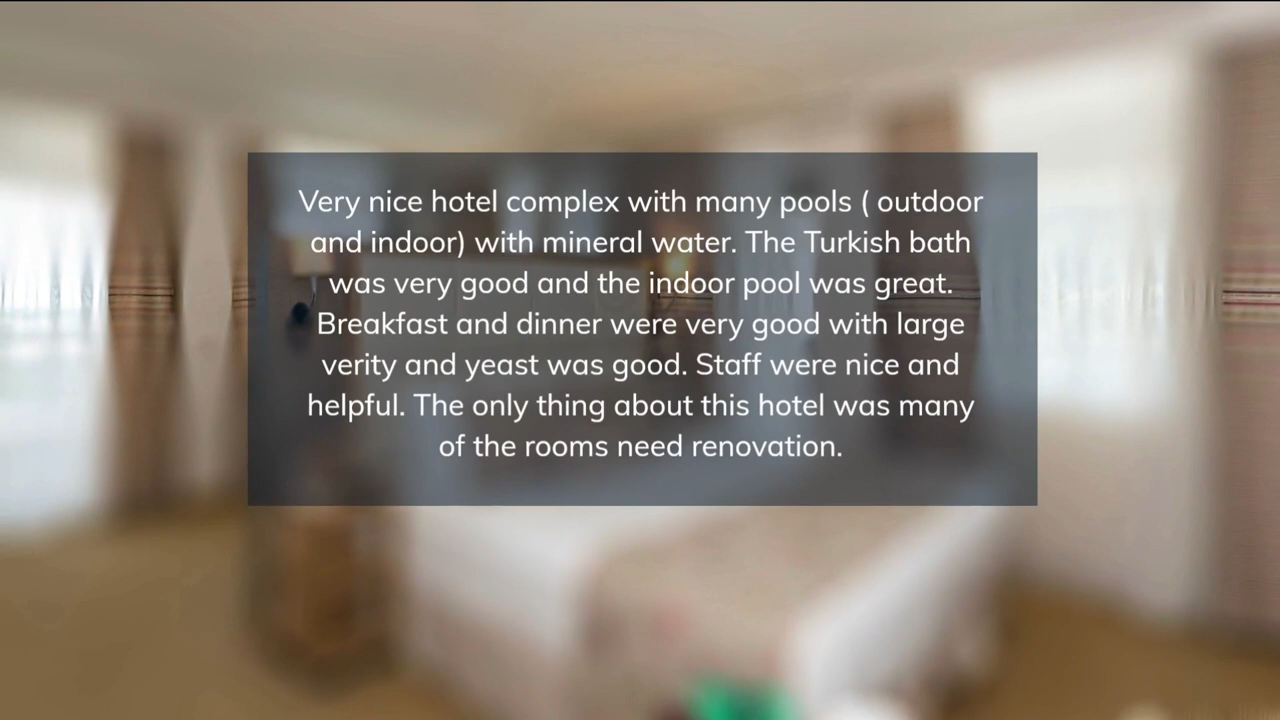 Very nice hotel complex with many pools ( outdoor
and indoor) with mineral water. The Turkish bath
was very good and the indoor pool was great.
Breakfast and dinner were very good with large
verity and yeast was good. Staff were nice and
helpful. The only thing about this hotel was many
of the rooms need renovation.